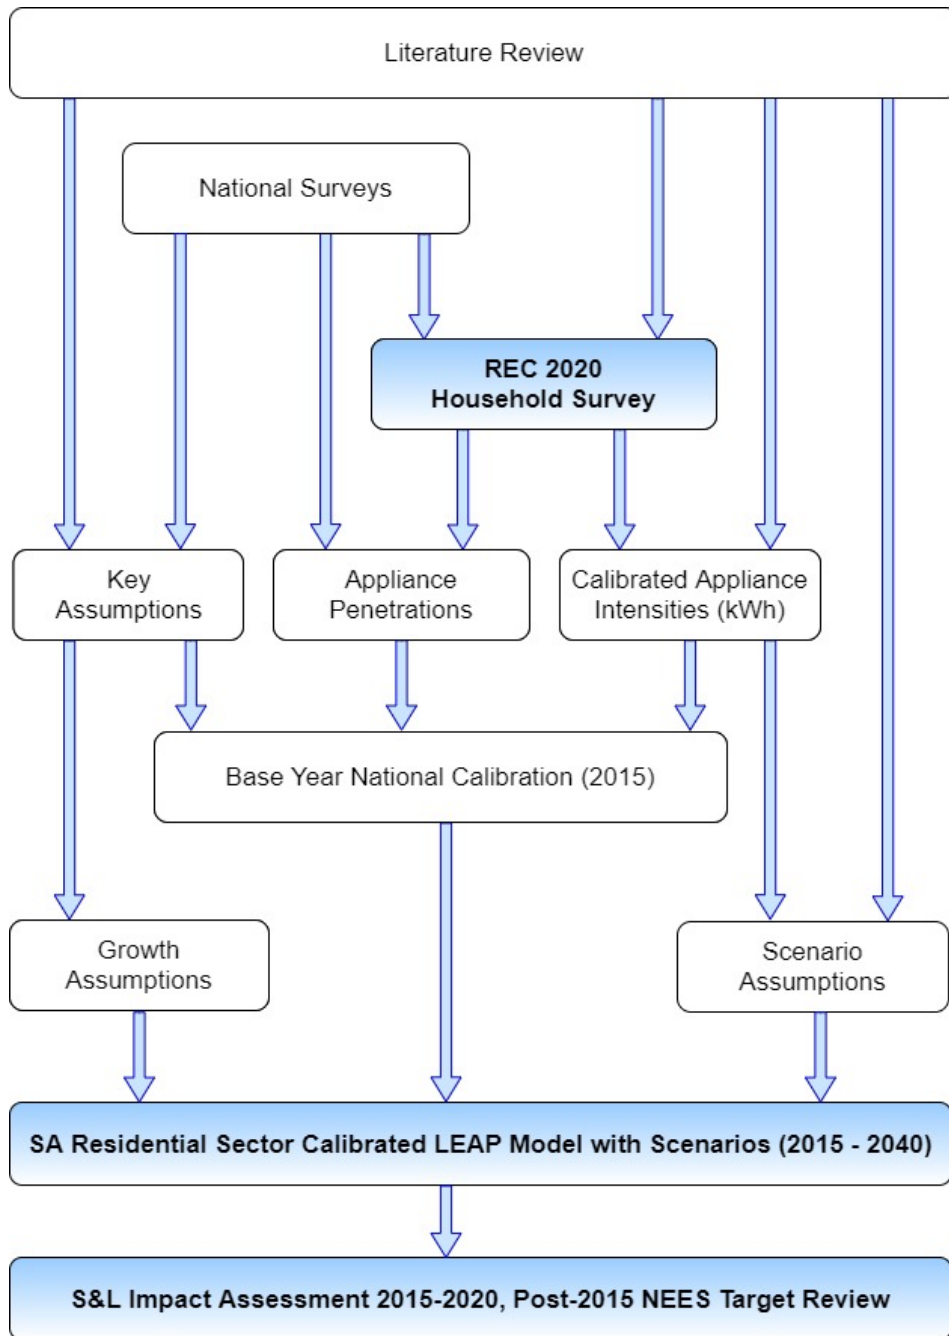 Literature Review
National Surveys
REC 2020
Household Survey
Key
Assumptions
Appliance
Penetrations
Calibrated Appliance
Intensities (kWh)
Base Year National Calibration (2015)
Growth
Assumptions
Scenario
Assumptions
SA Residential Sector Calibrated LEAP Model with Scenarios (2015 - 2040)
S&L Impact Assessment 2015-2020, Post-2015 NEES Target Review